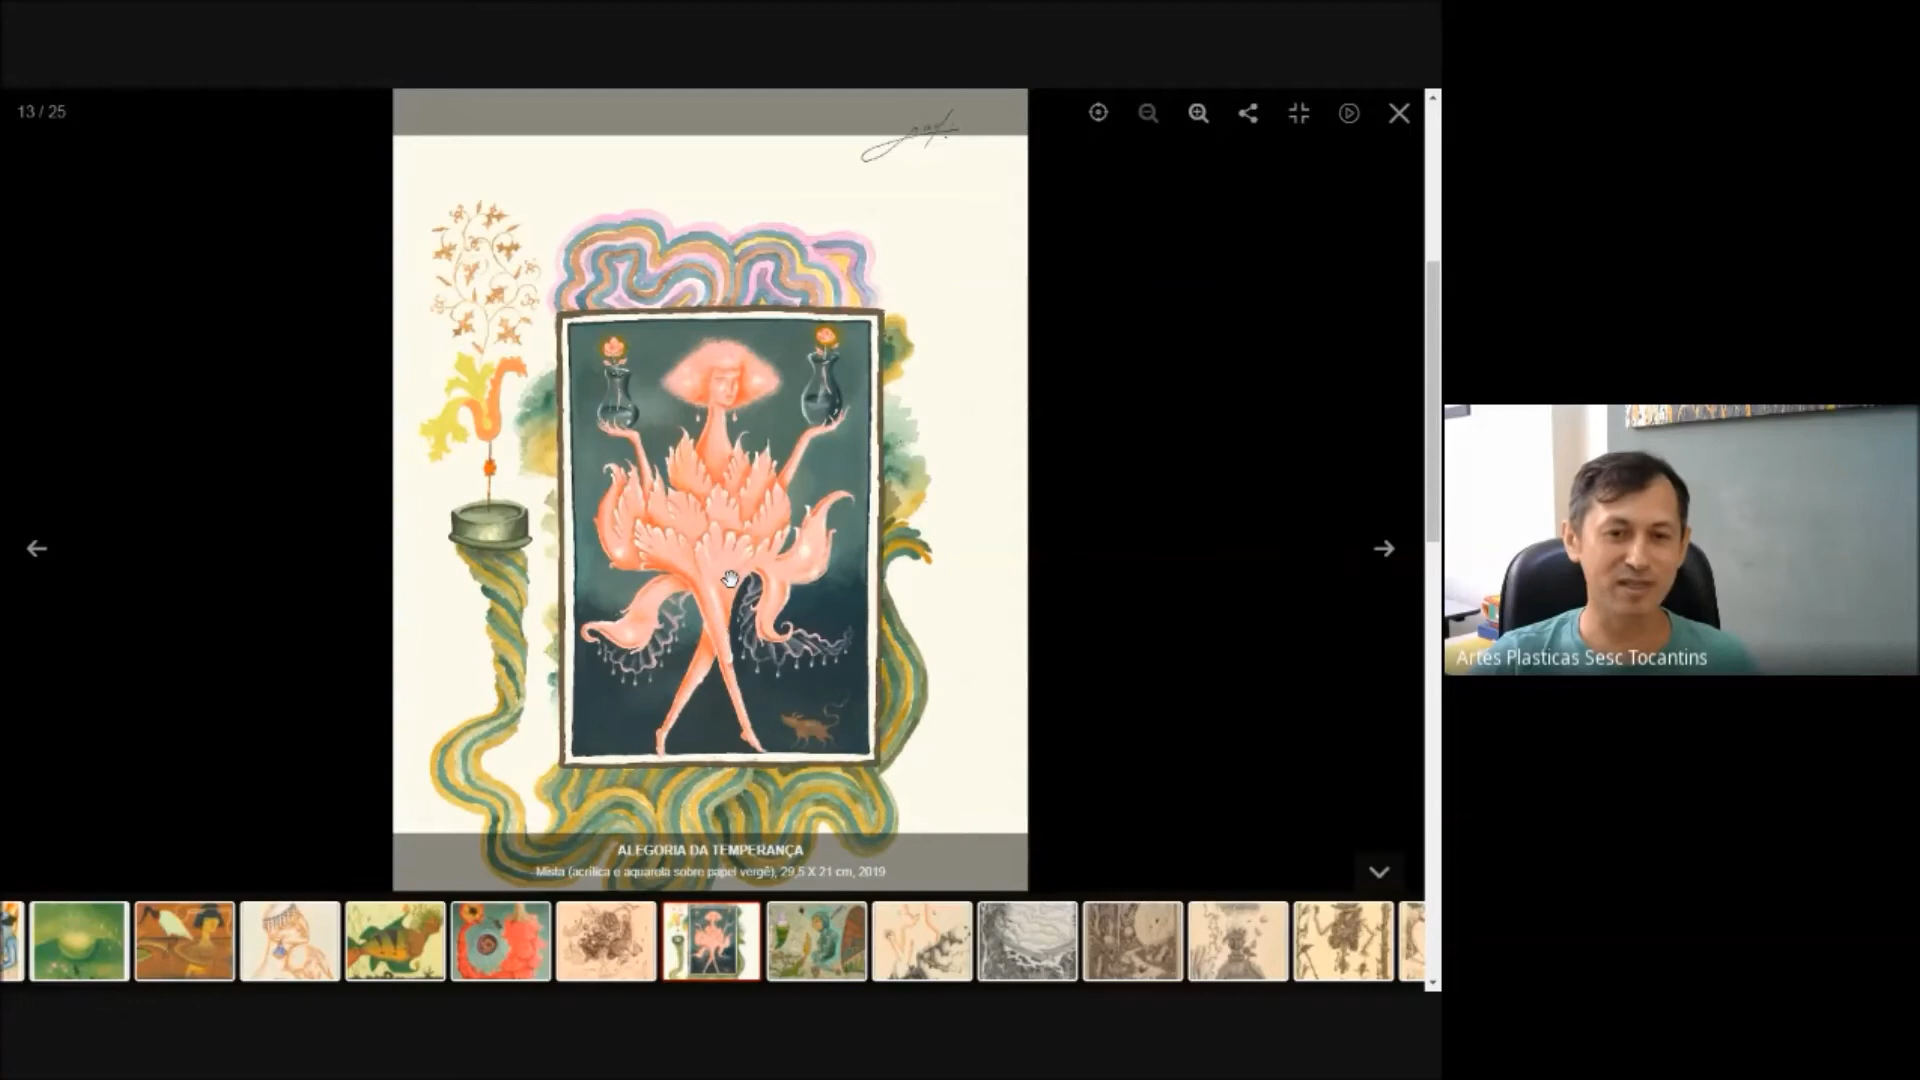 13 / 25
ALEGORIA DA TEMPERANÇA
Mista (acrílica e aquarela sobre papel vergê), 29,5 X 21 cm, 2019
Artes Plasticas Sesc Tocantins